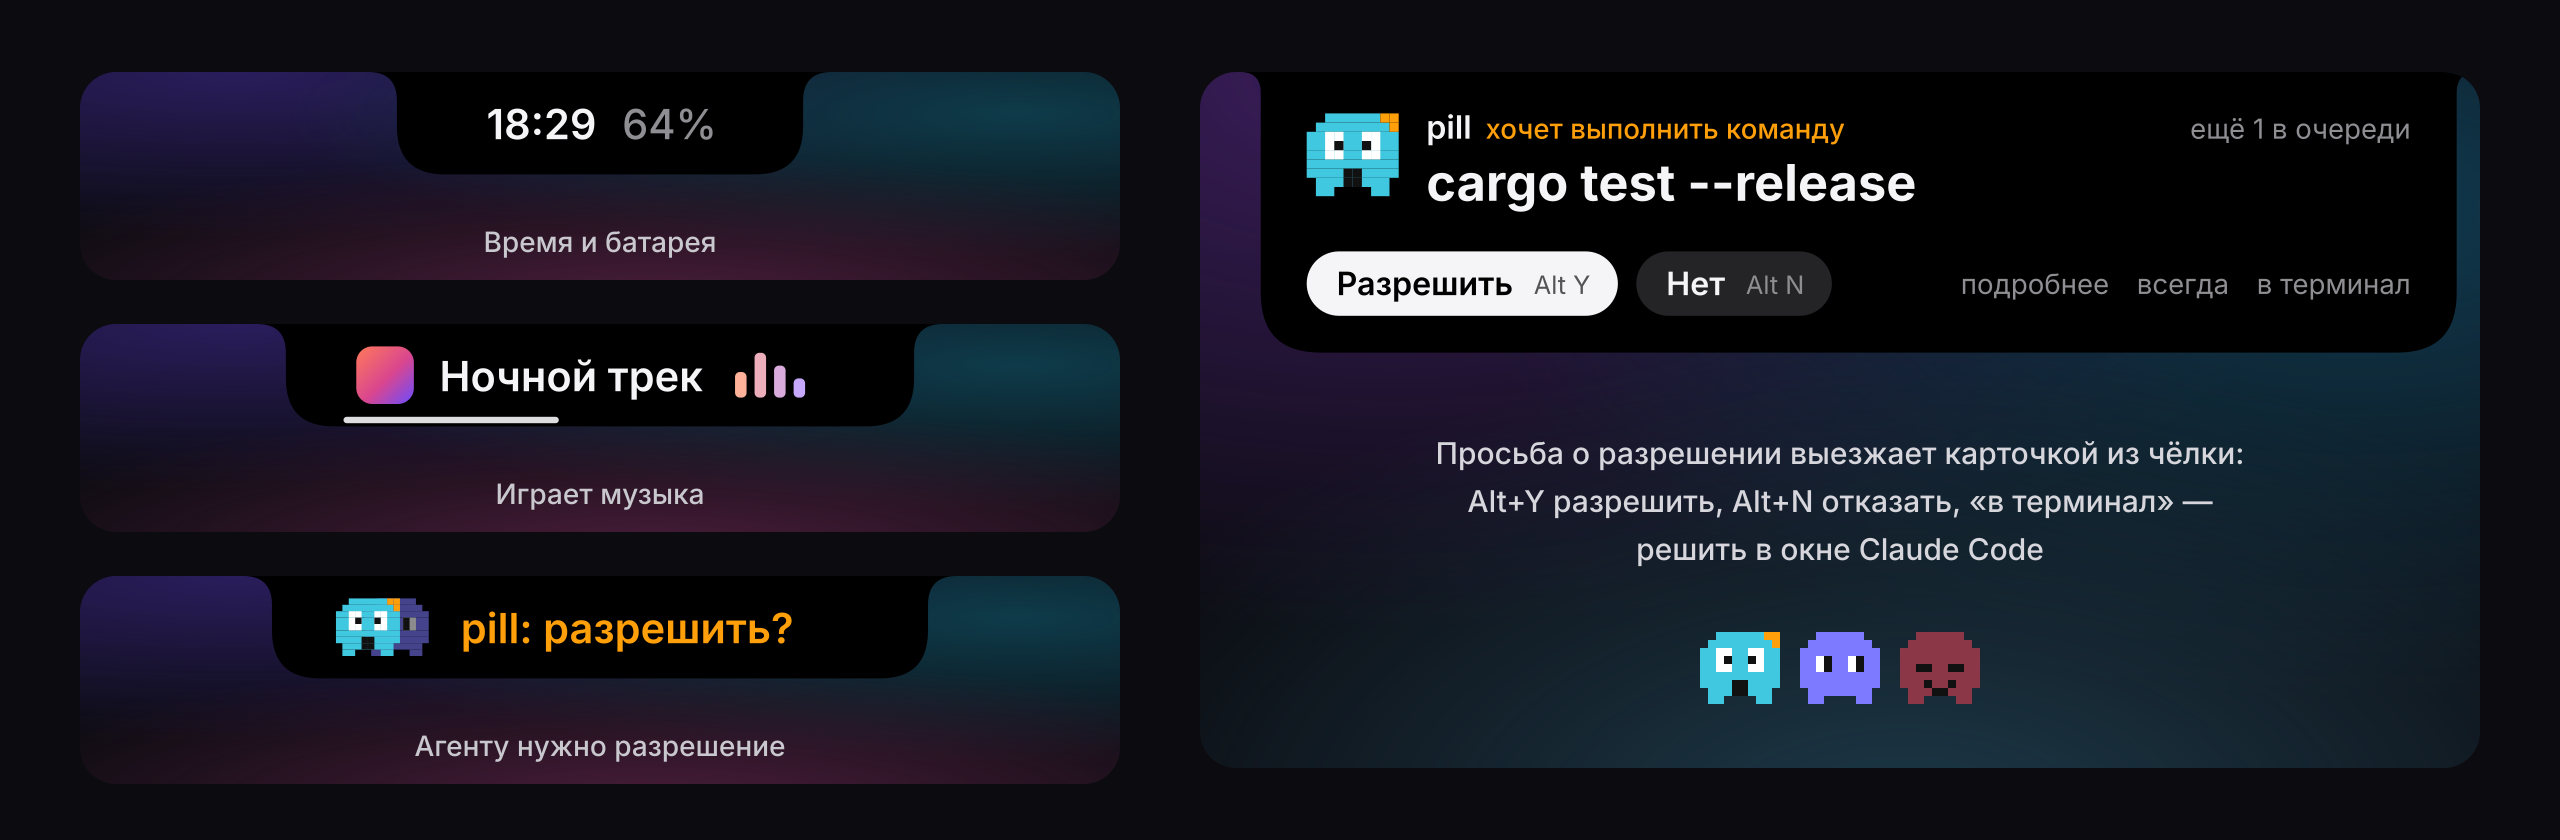 18:29 64%
Время и батарея
Ночной трек
Играет музыка
pill: разрешить?
Агенту нужно разрешение
pill хочет выполнить команду
ещё 1 в очереди
cargo test --release
Разрешить Alt Y
Нет Alt N
подробнее всегда в терминал
Просьба о разрешении выезжает карточкой из чёлки:
Alt+Y разрешить, Alt+N отказать, «в терминал» —
решить в окне Claude Code